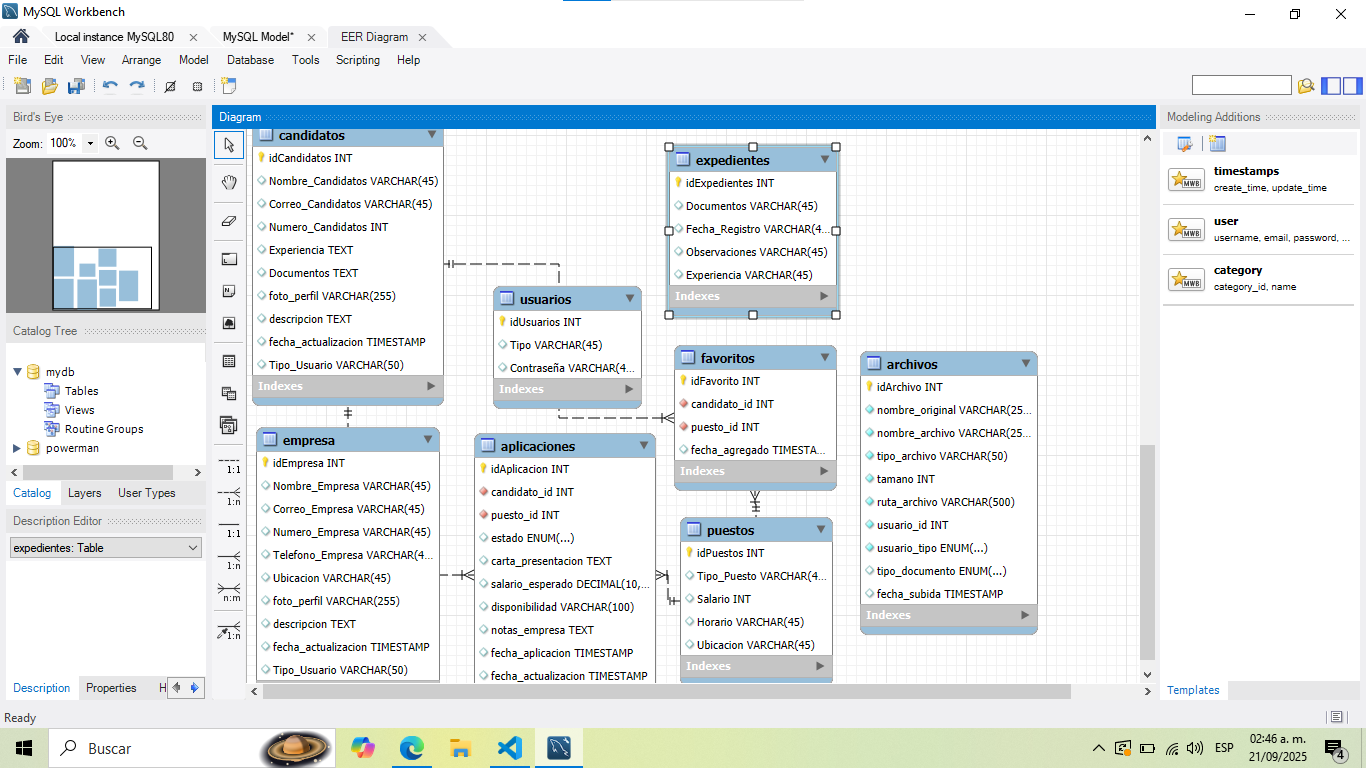 MySQL Workbench
Local instance MySQL80
MySQL Model*
EER Diagram
File Edit View Arrange Model Database Tools Scripting Help
Bird's Eye
Zoom: 100%
Catalog Tree
mydb
Tables
Views
Routine Groups
powerman
Catalog Layers User Types
Description Editor
expedientes: Table
Description Properties H
Ready
Diagram
1:1
1:n
1:1
1:n
n:m
1:n
candidatos
idCandidatos INT
Nombre_Candidatos VARCHAR(45)
Correo_Candidatos VARCHAR(45)
Numero_Candidatos INT
Experiencia TEXT
Documentos TEXT
foto_perfil VARCHAR(255)
descripcion TEXT
fecha_actualizacion TIMESTAMP
Tipo_Usuario VARCHAR(50)
Indexes
empresa
idEmpresa INT
Nombre_Empresa VARCHAR(45)
Correo_Empresa VARCHAR(45)
Numero_Empresa VARCHAR(45)
Telefono_Empresa VARCHAR(4...
Ubicacion VARCHAR(45)
foto_perfil VARCHAR(255)
descripcion TEXT
fecha_actualizacion TIMESTAMP
Tipo_Usuario VARCHAR(50)
usuarios
idUsuarios INT
Tipo VARCHAR(45)
Contraseña VARCHAR(4...
Indexes
aplicaciones
idAplicacion INT
candidato_id INT
puesto_id INT
estado ENUM(...)
carta_presentacion TEXT
salario_esperado DECIMAL(10,...
disponibilidad VARCHAR(100)
notas_empresa TEXT
fecha_aplicacion TIMESTAMP
fecha_actualizacion TIMESTAMP
expedientes
idExpedientes INT
Documentos VARCHAR(45)
Fecha_Registro VARCHAR(4...
Observaciones VARCHAR(45)
Experiencia VARCHAR(45)
Indexes
favoritos
idFavorito INT
candidato_id INT
puesto_id INT
fecha_agregado TIMESTA...
Indexes
puestos
idPuestos INT
Tipo_Puesto VARCHAR(4...
Salario INT
Horario VARCHAR(45)
Ubicacion VARCHAR(45)
Indexes
archivos
idArchivo INT
nombre_original VARCHAR(25...
nombre_archivo VARCHAR(25...
tipo_archivo VARCHAR(50)
tamano INT
ruta_archivo VARCHAR(500)
usuario_id INT
usuario_tipo ENUM(...)
tipo_documento ENUM(...)
fecha_subida TIMESTAMP
Indexes
Modeling Additions
timestamps
create_time, update_time
user
username, email, password, ...
category
category_id, name
Templates
Buscar
ESP
02:46 a. m.
21/09/2025
4